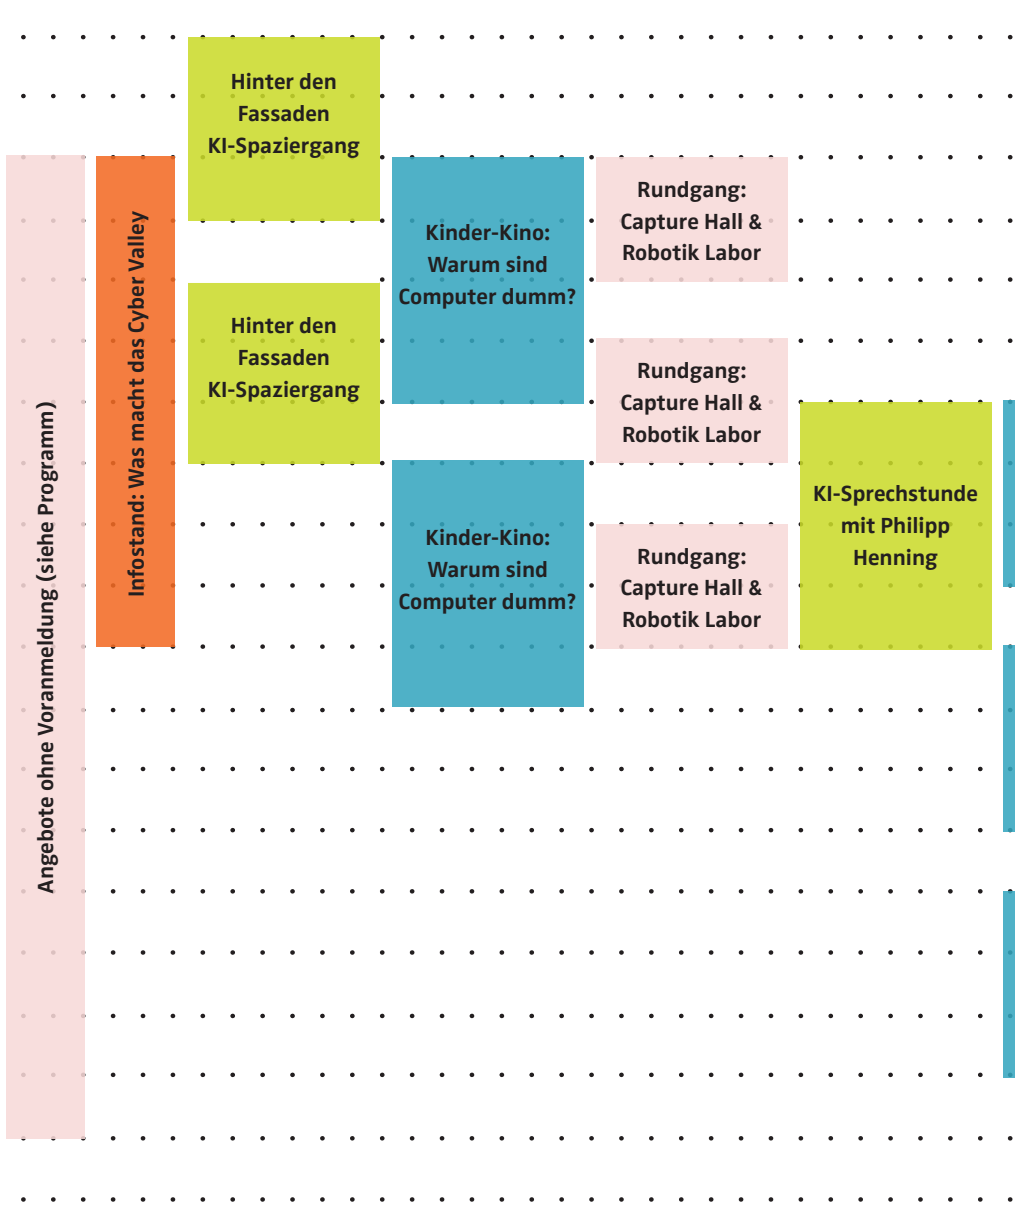 Angebote ohne Voranmeldung (siehe Programm)
Infostand: Was macht das Cyber Valley
Hinter den
Fassaden
KI-Spaziergang
Hinter den
Fassaden
KI-Spaziergang
Kinder-Kino:
Warum sind
Computer dumm?
Kinder-Kino:
Warum sind
Computer dumm?
Rundgang:
Capture Hall &
Robotik Labor
Rundgang:
Capture Hall &
Robotik Labor
Rundgang:
Capture Hall &
Robotik Labor
KI-Sprechstunde
mit Philipp
Henning